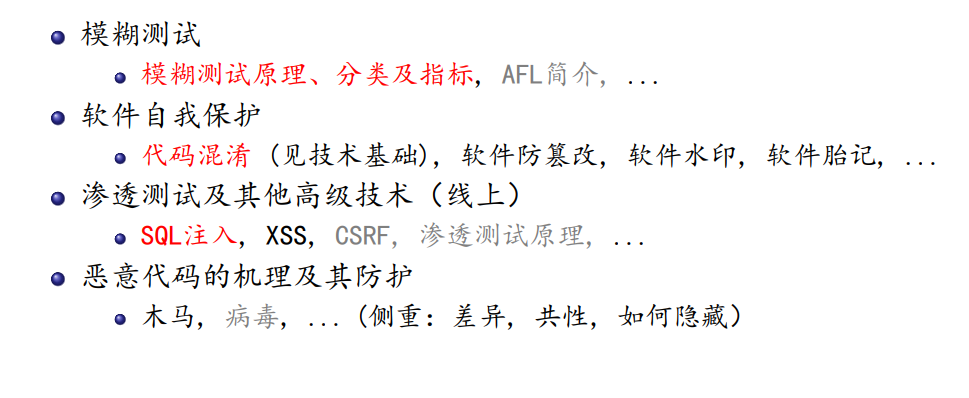 模糊测试
模糊测试原理、分类及指标, AFL简介, ...
软件自我保护
代码混淆 (见技术基础), 软件防篡改, 软件水印, 软件胎记, ...
渗透测试及其他高级技术（线上）
SQL注入, XSS, CSRF, 渗透测试原理, ...
恶意代码的机理及其防护
木马, 病毒, ... (侧重: 差异, 共性, 如何隐藏）